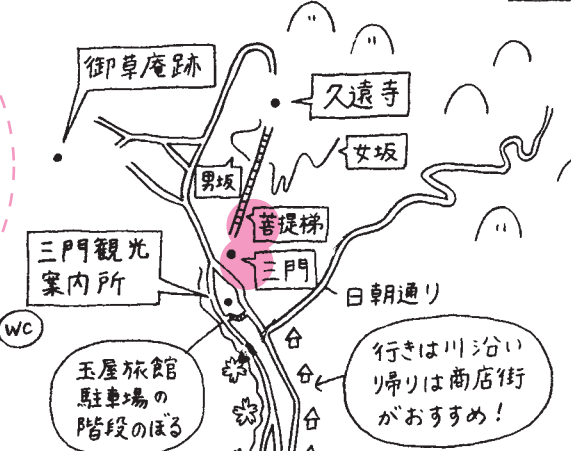 御草庵跡
久遠寺
女坂
男坂
菩提梯
三門
三門観光
案内所
日朝通り
WC
玉屋旅館
駐車場の
階段のぼる
行きは川沿い
帰りは商店街
がおすすめ！